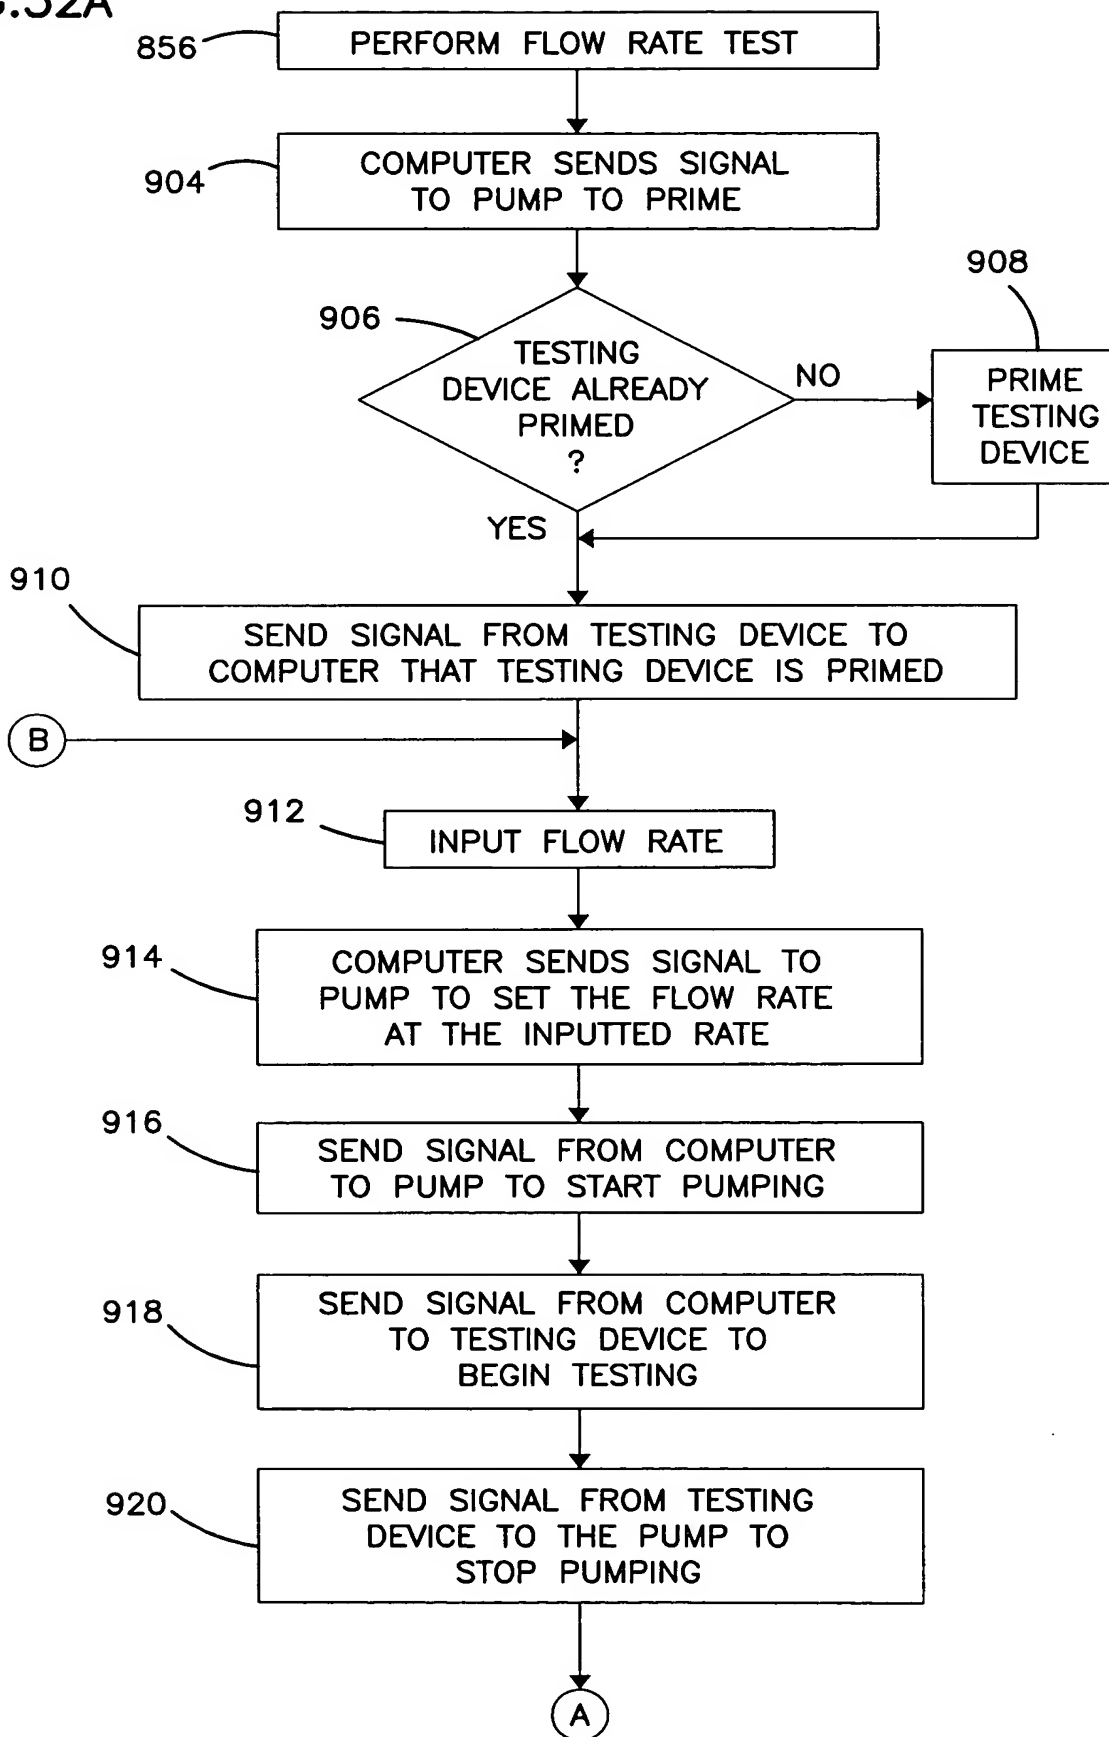 .32A
856
PERFORM FLOW RATE TEST
904
COMPUTER SENDS SIGNAL
TO PUMP TO PRIME
906
TESTING
DEVICE ALREADY
PRIMED
?
NO
908
PRIME
TESTING
DEVICE
YES
910
SEND SIGNAL FROM TESTING DEVICE TO
COMPUTER THAT TESTING DEVICE IS PRIMED
B
912
INPUT FLOW RATE
914
COMPUTER SENDS SIGNAL TO
PUMP TO SET THE FLOW RATE
AT THE INPUTTED RATE
916
SEND SIGNAL FROM COMPUTER
TO PUMP TO START PUMPING
918
SEND SIGNAL FROM COMPUTER
TO TESTING DEVICE TO
BEGIN TESTING
920
SEND SIGNAL FROM TESTING
DEVICE TO THE PUMP TO
STOP PUMPING
A